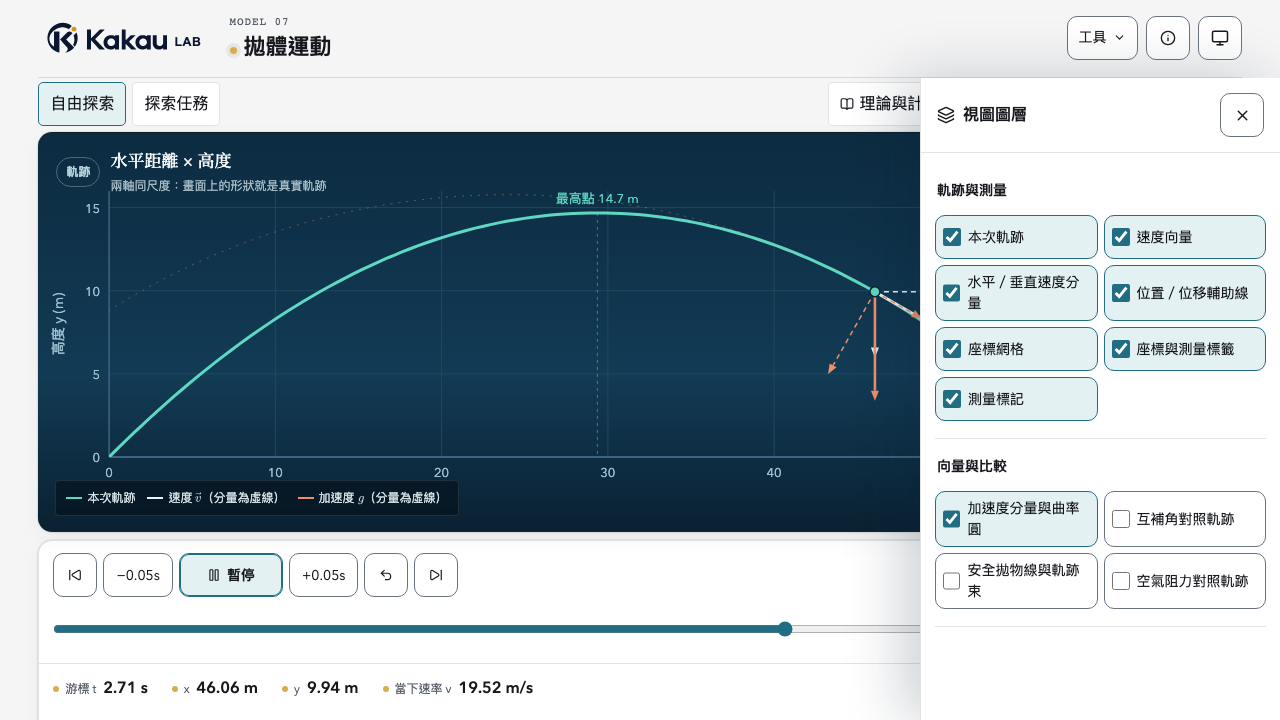 Kakau LAB
MODEL 07
拋體運動
工具
自由探索
探索任務
理論與計
軌跡
水平距離 × 高度
兩軸同尺度：畫面上的形狀就是真實軌跡
最高點 14.7 m
15
10
5
0
高度 y (m)
0
10
20
30
40
本次軌跡
速度 v⃗（分量為虛線）
加速度 g（分量為虛線）
−0.05s
暫停
+0.05s
游標 t 2.71 s
x 46.06 m
y 9.94 m
當下速率 v 19.52 m/s
視圖圖層
軌跡與測量
本次軌跡
速度向量
水平 / 垂直速度分
量
位置 / 位移輔助線
座標網格
座標與測量標籤
測量標記
向量與比較
加速度分量與曲率
圓
互補角對照軌跡
安全拋物線與軌跡
束
空氣阻力對照軌跡